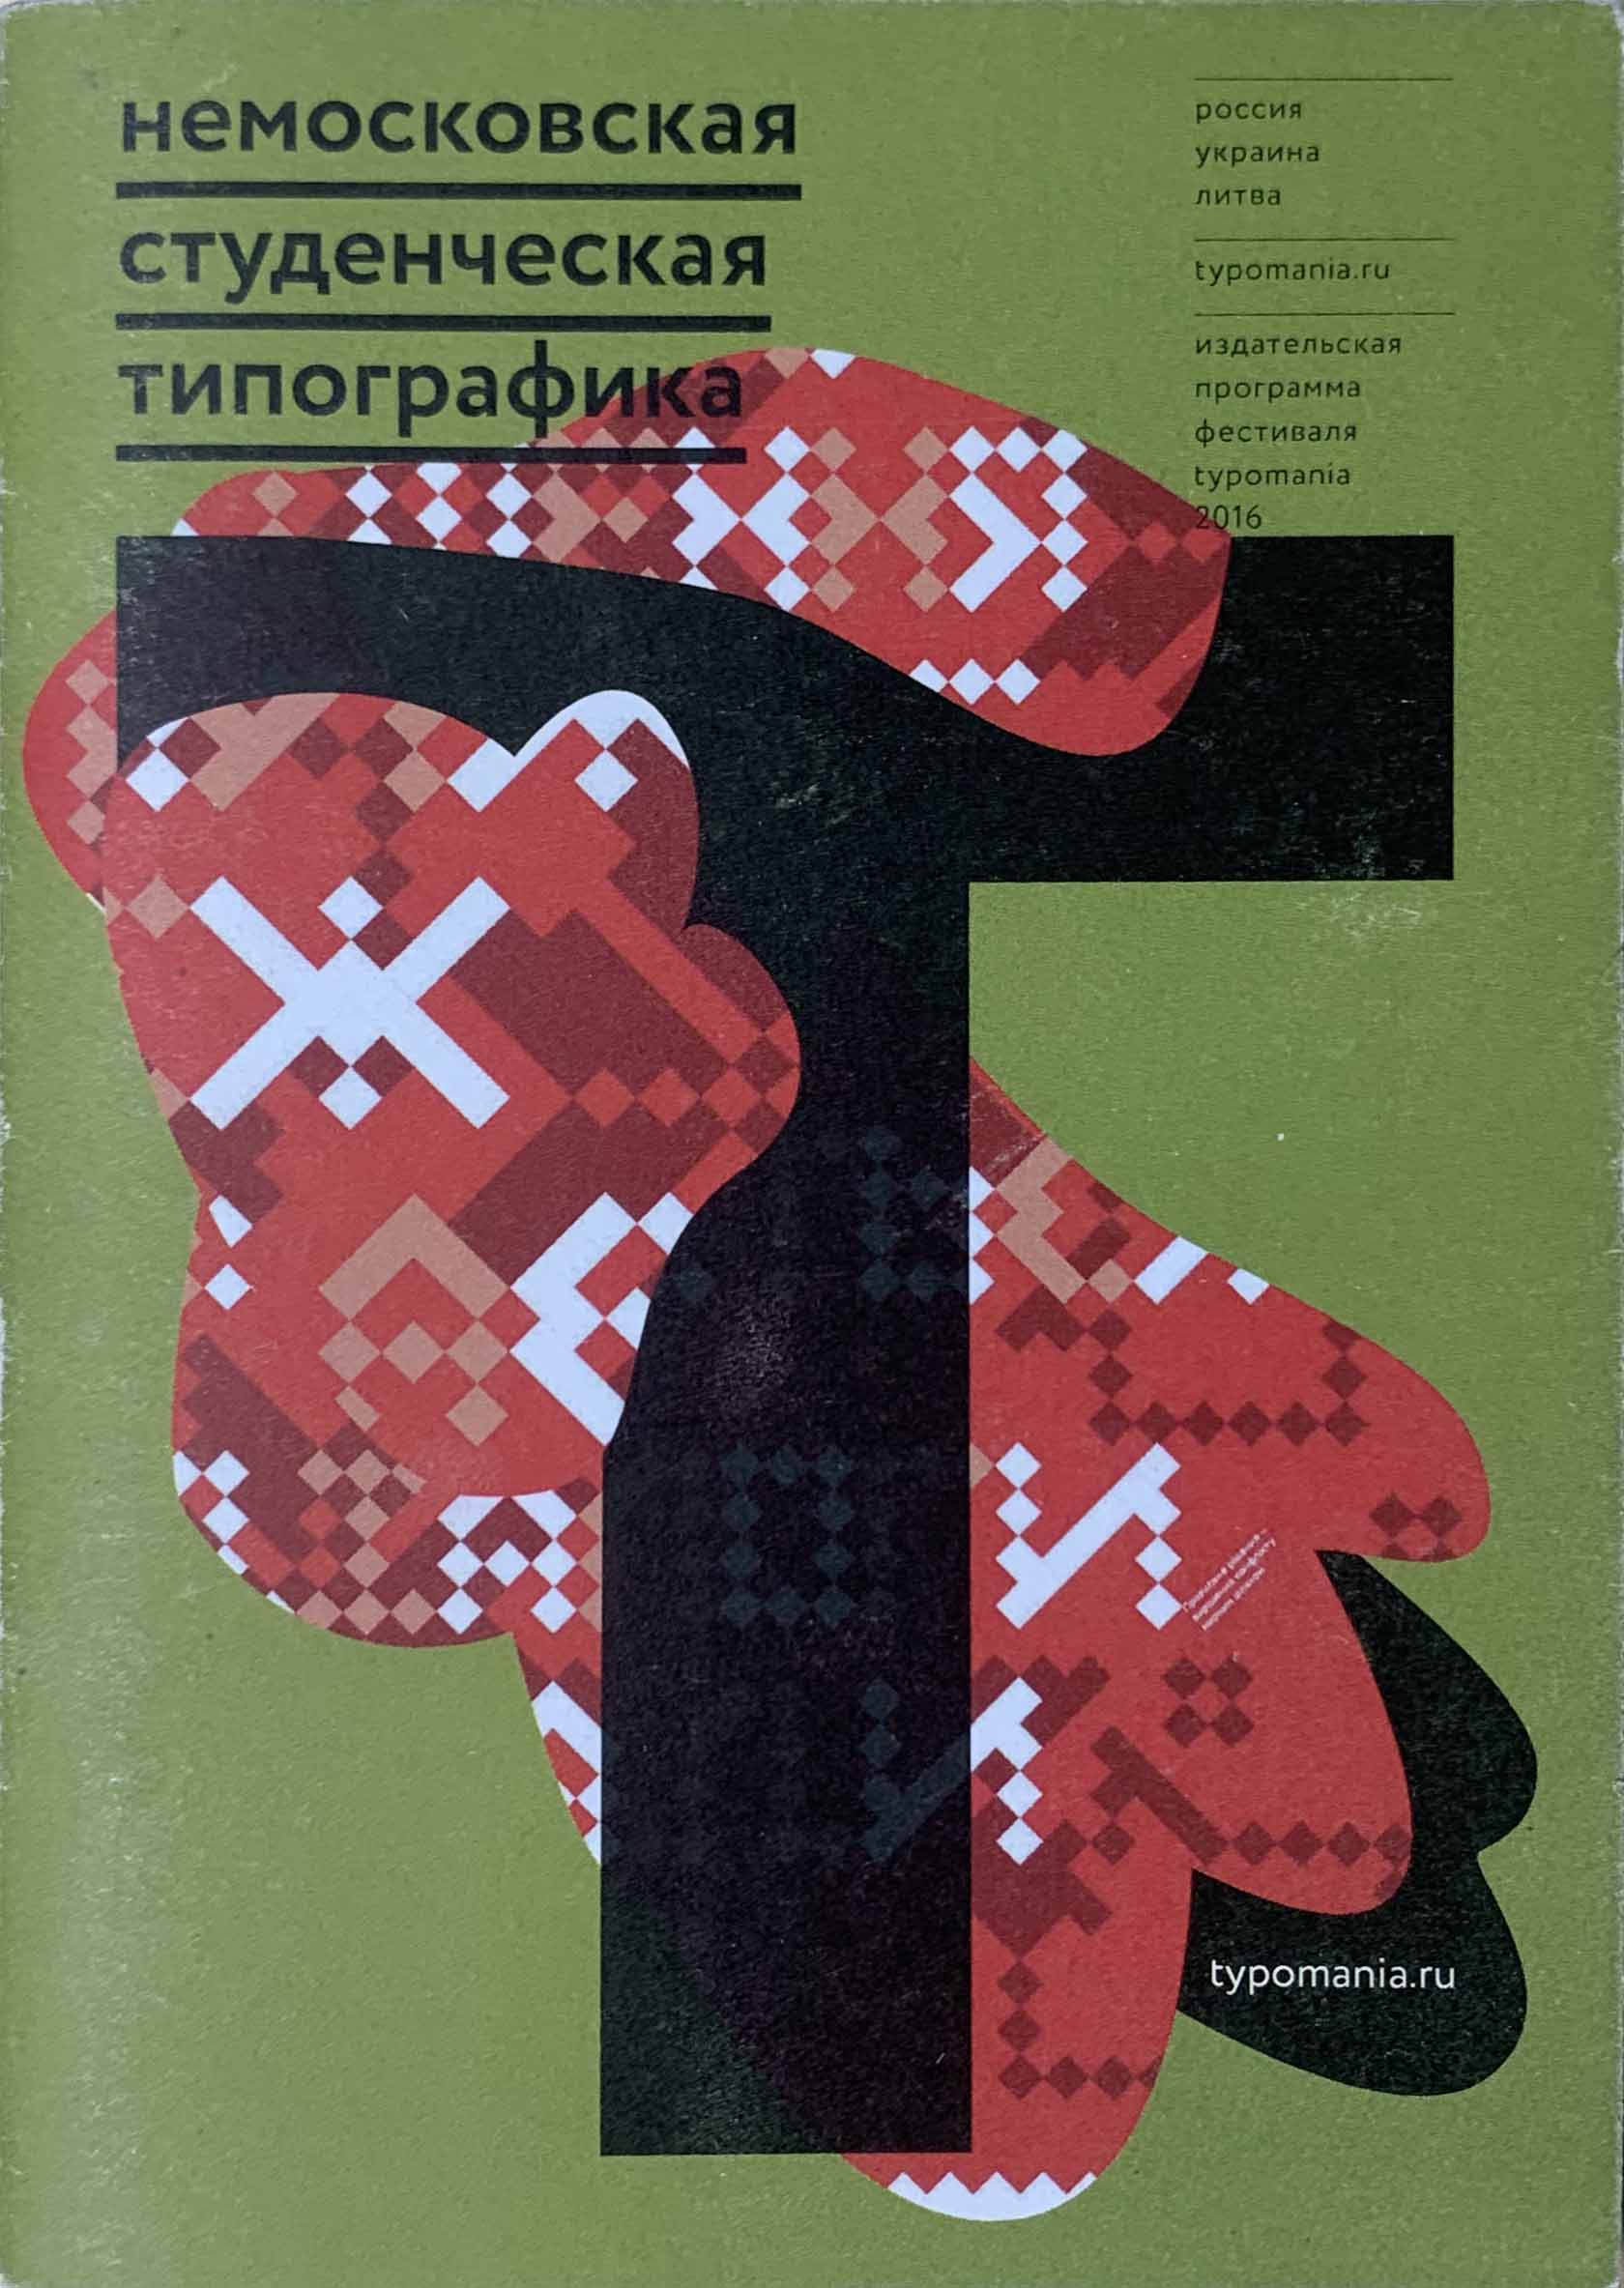 немосковская
студенческая
типографика
россия
украина
литва
typomania.ru
издательская
программа
фестиваля
typomania
2016
typomania.ru